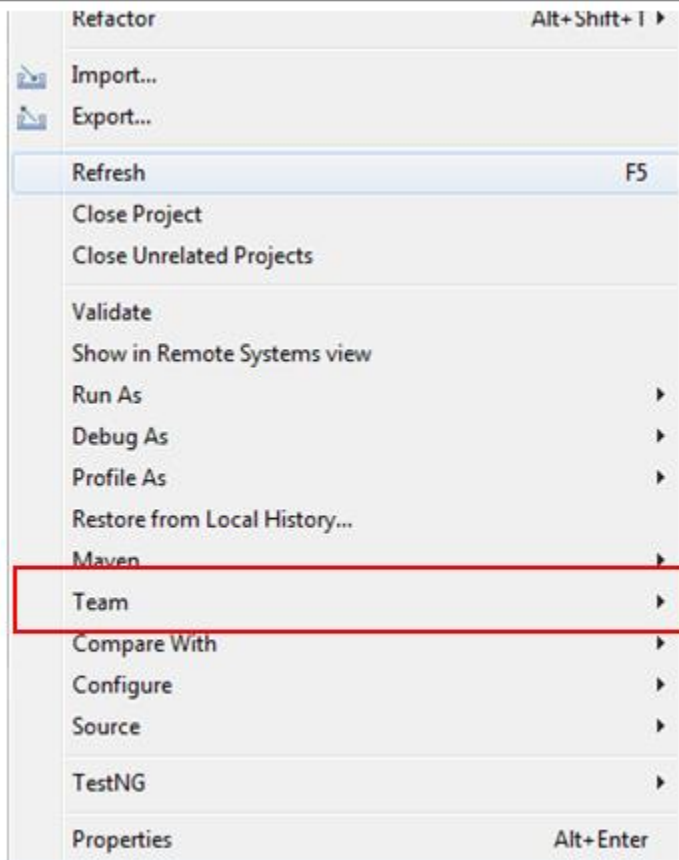 Refactor Alt+Shift+T
Import...
Export...
Refresh F5
Close Project
Close Unrelated Projects
Validate
Show in Remote Systems view
Run As
Debug As
Profile As
Restore from Local History...
Maven
Team
Compare With
Configure
Source
TestNG
Properties Alt+Enter